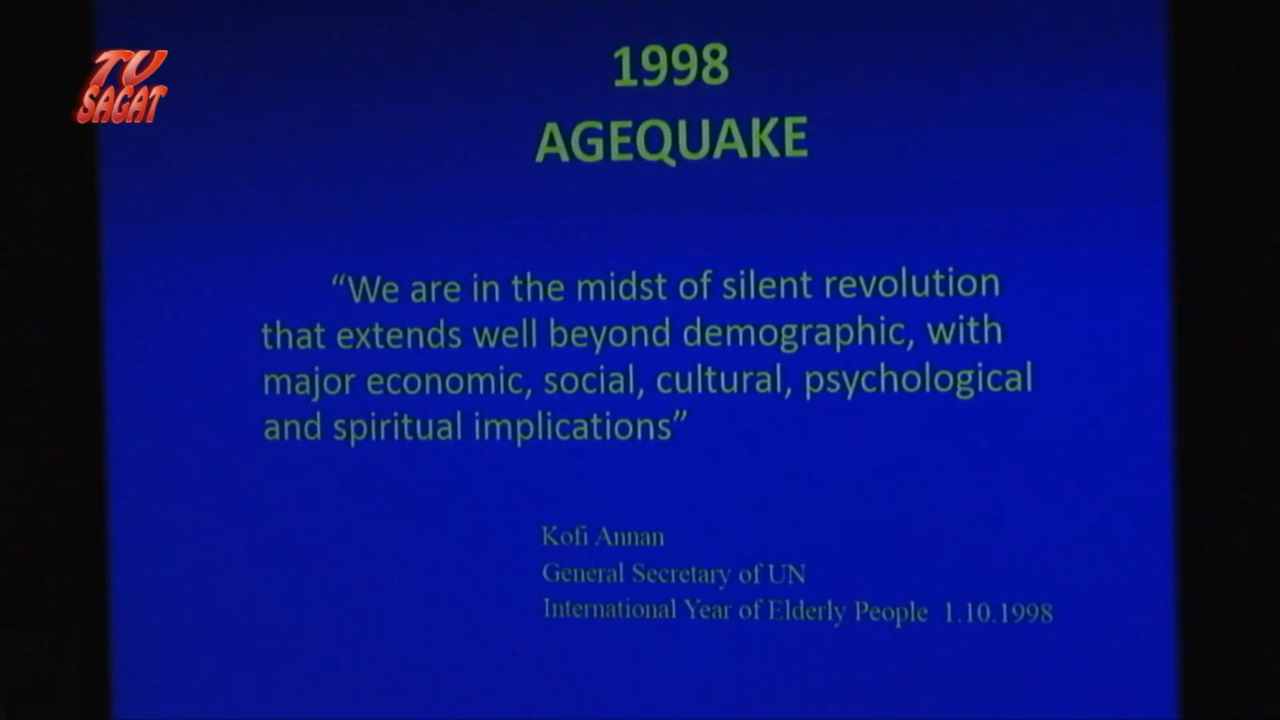 TV
SAGAT
1998
AGEQUAKE
“We are in the midst of silent revolution
that extends well beyond demographic, with
major economic, social, cultural, psychological
and spiritual implications”
Kofi Annan
General Secretary of UN
International Year of Elderly People 1.10.1998